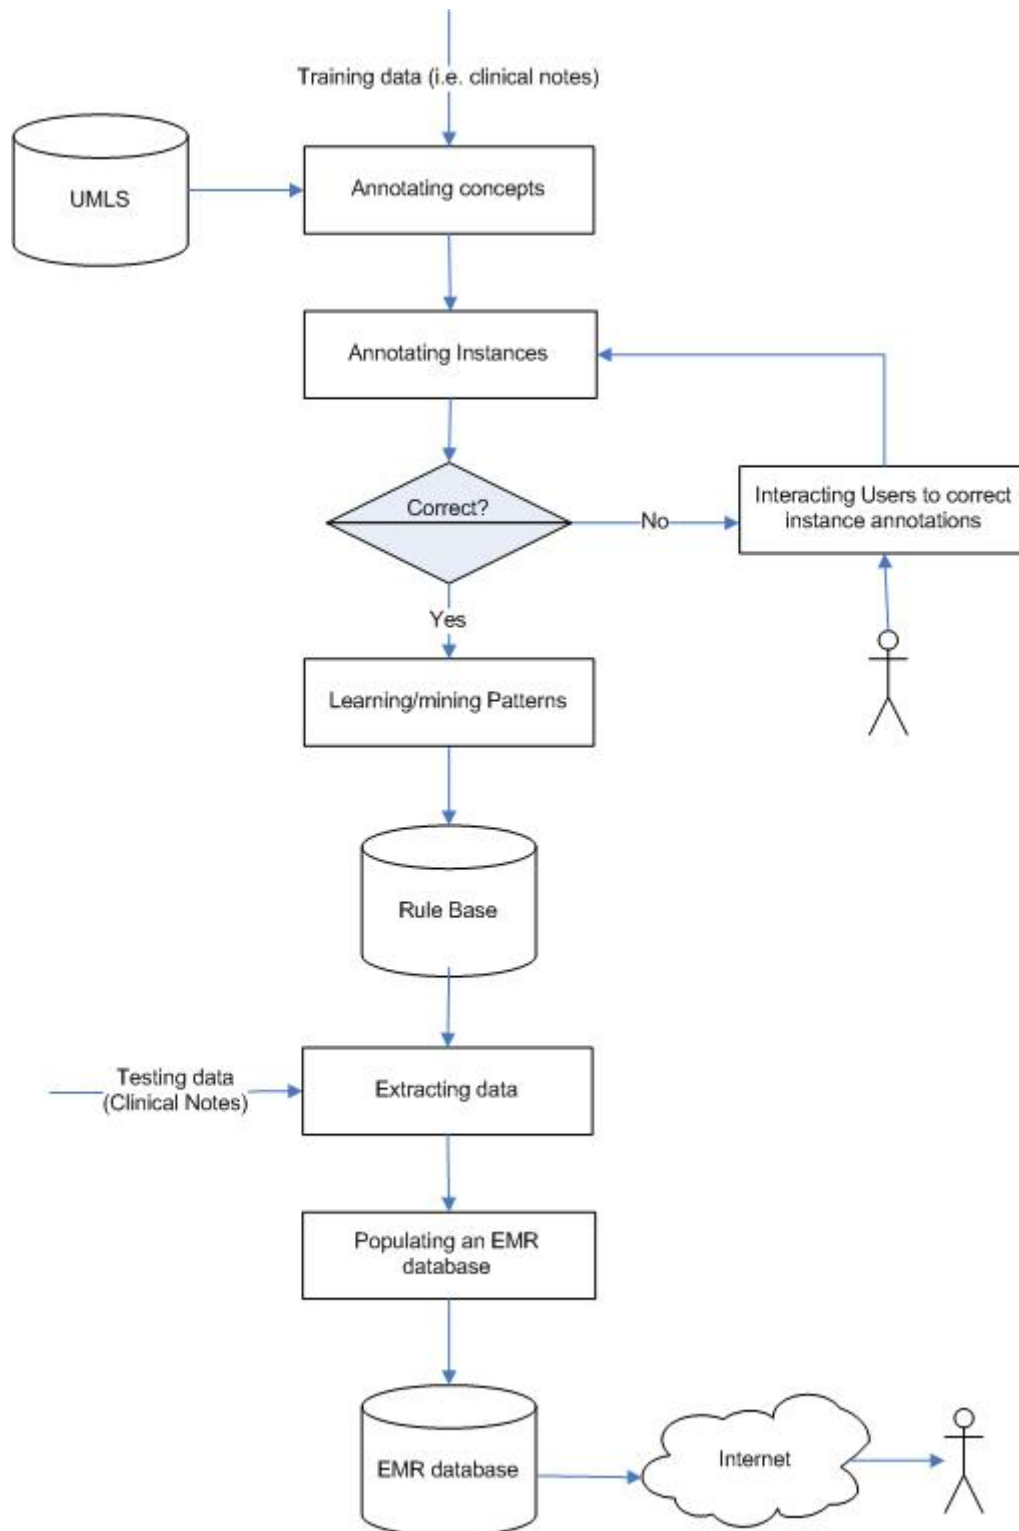 Training data (i.e. clinical notes)
UMLS
Annotating concepts
Annotating Instances
Correct?
No
Interacting Users to correct
instance annotations
Yes
Learning/mining Patterns
Rule Base
Testing data
(Clinical Notes)
Extracting data
Populating an EMR
database
EMR database
Internet